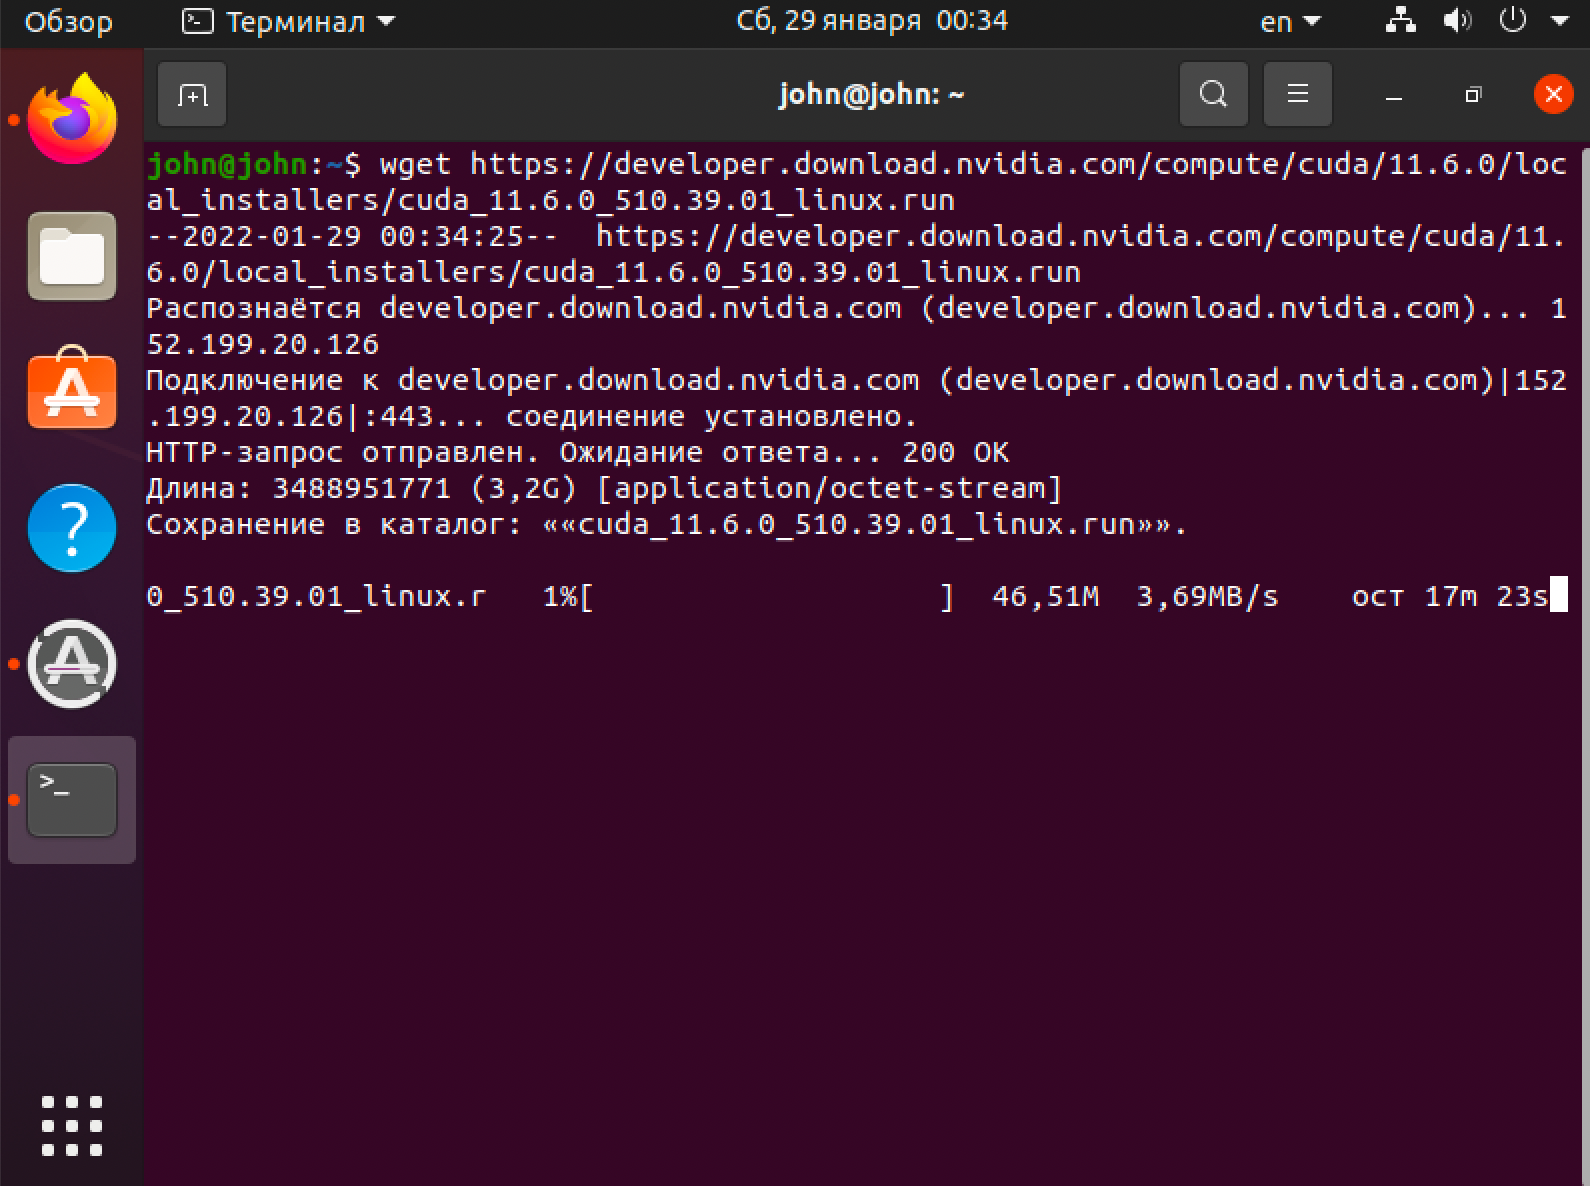 Обзор
Терминал
Сб, 29 января 00:34
en
john@john: ~
john@john:~$ wget https://developer.download.nvidia.com/compute/cuda/11.6.0/loc
al_installers/cuda_11.6.0_510.39.01_linux.run
--2022-01-29 00:34:25--  https://developer.download.nvidia.com/compute/cuda/11.
6.0/local_installers/cuda_11.6.0_510.39.01_linux.run
Распознаётся developer.download.nvidia.com (developer.download.nvidia.com)... 1
52.199.20.126
Подключение к developer.download.nvidia.com (developer.download.nvidia.com)|152
.199.20.126|:443... соединение установлено.
HTTP-запрос отправлен. Ожидание ответа... 200 OK
Длина: 3488951771 (3,2G) [application/octet-stream]
Сохранение в каталог: ««cuda_11.6.0_510.39.01_linux.run»».
0_510.39.01_linux.r   1%[                   ]  46,51M  3,69MB/s    ост 17m 23s